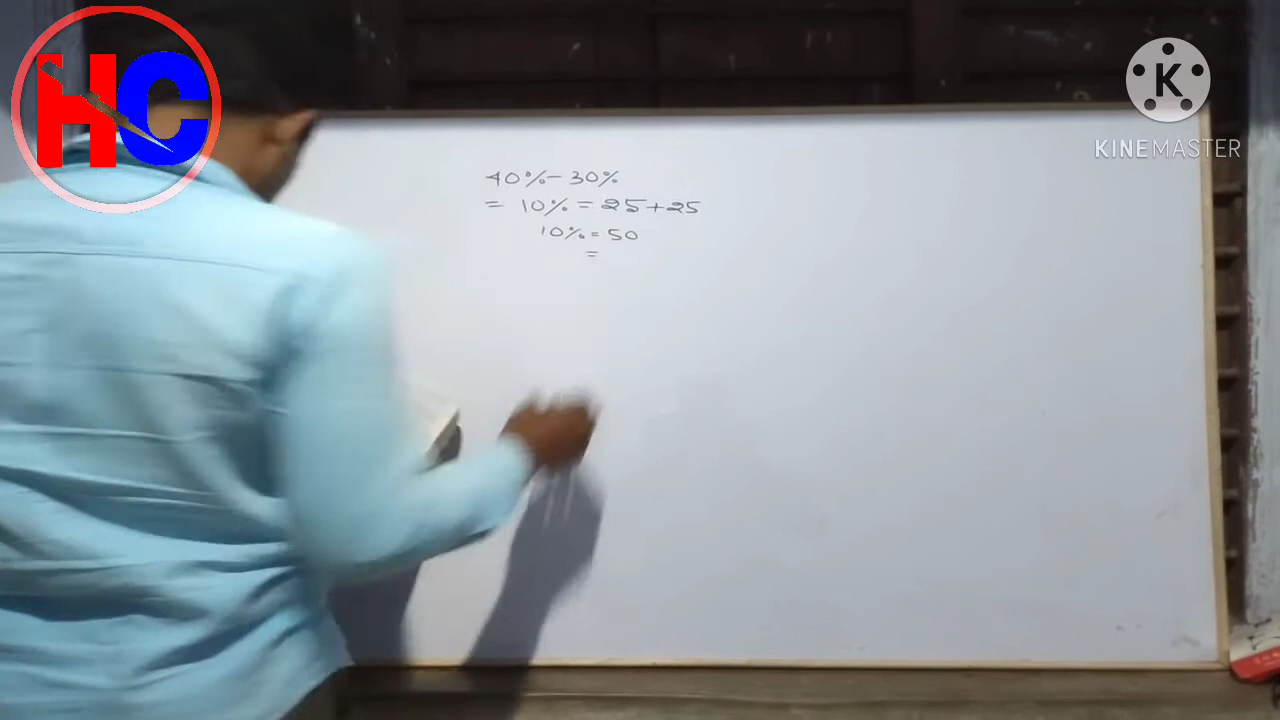 HC
K
KINEMASTER
40%-30%
= 10% = 25+25
10% = 50
=